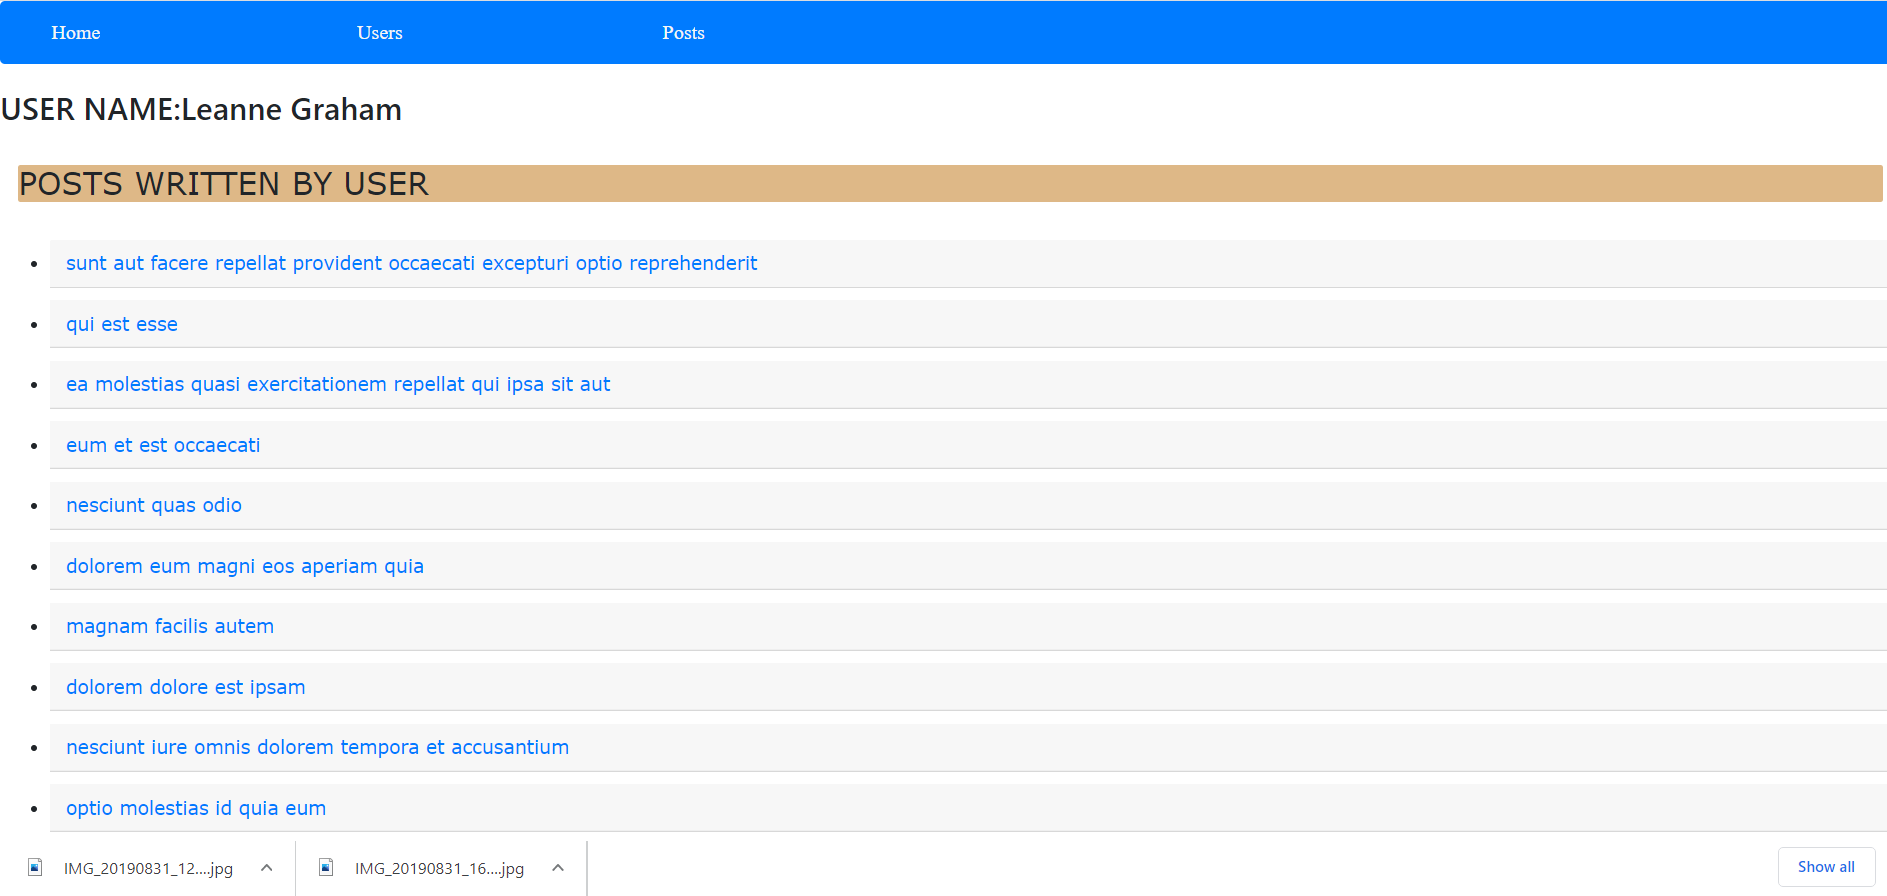 Home Users Posts
USER NAME:Leanne Graham
POSTS WRITTEN BY USER
sunt aut facere repellat provident occaecati excepturi optio reprehenderit
qui est esse
ea molestias quasi exercitationem repellat qui ipsa sit aut
eum et est occaecati
nesciunt quas odio
dolorem eum magni eos aperiam quia
magnam facilis autem
dolorem dolore est ipsam
nesciunt iure omnis dolorem tempora et accusantium
optio molestias id quia eum
IMG_20190831_12....jpg IMG_20190831_16....jpg Show all